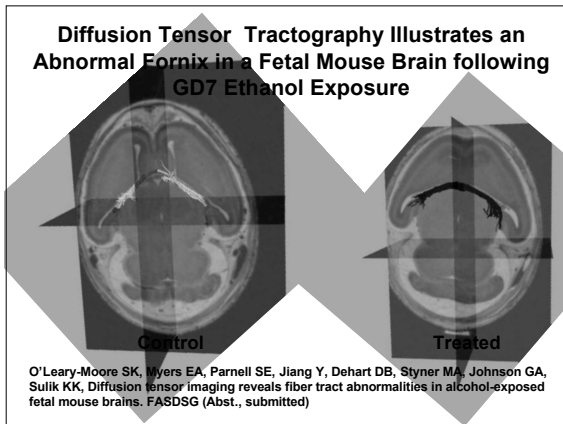 Diffusion Tensor Tractography Illustrates an
Abnormal Fornix in a Fetal Mouse Brain following
GD7 Ethanol Exposure
Control
Treated
O'Leary-Moore SK, Myers EA, Parnell SE, Jiang Y, Dehart DB, Styner MA, Johnson GA,
Sulik KK, Diffusion tensor imaging reveals fiber tract abnormalities in alcohol-exposed
fetal mouse brains. FASDSG (Abst., submitted)